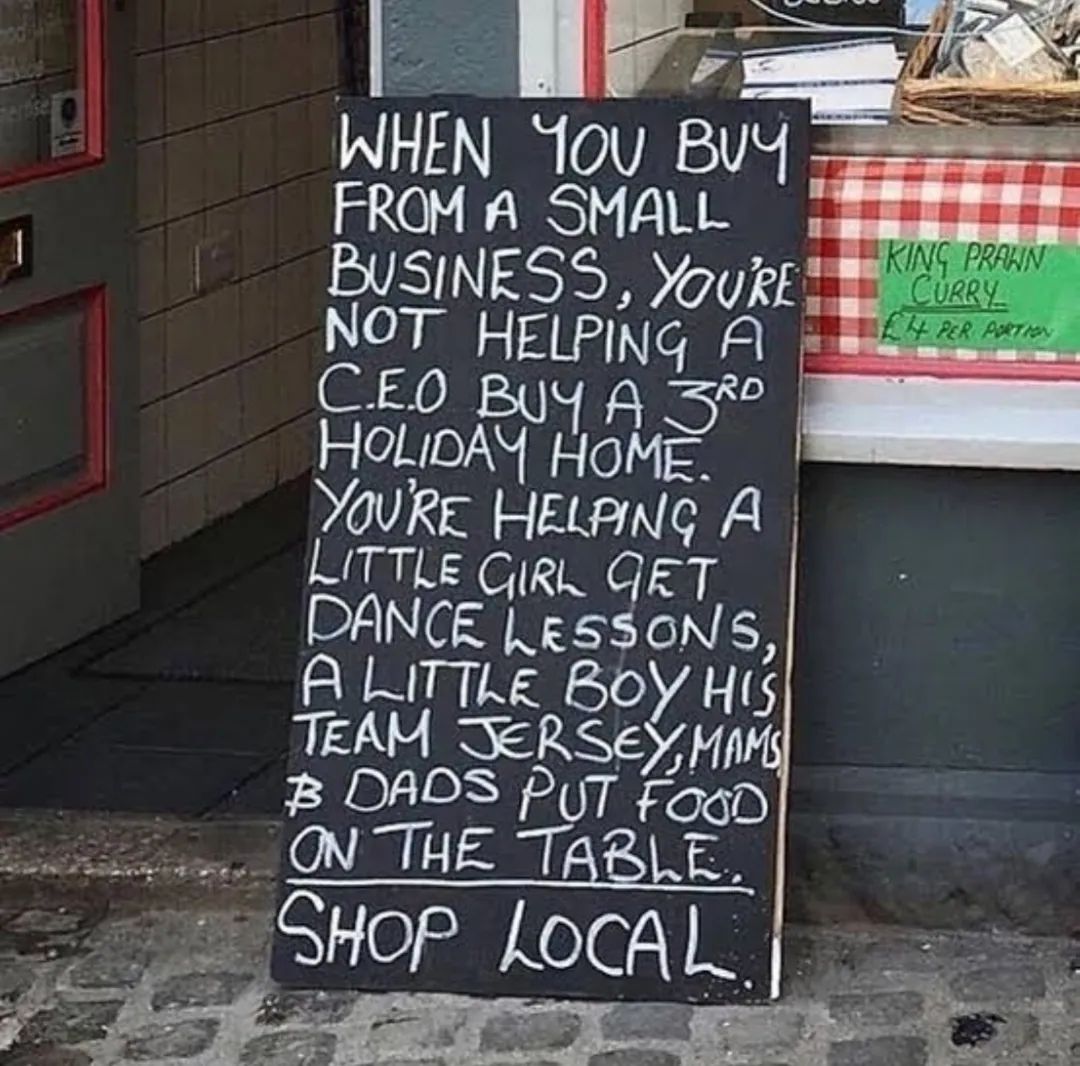 WHEN YOU BUY
FROM A SMALL
BUSINESS, YOU'RE
NOT HELPING A
C.E.O BUY A 3RD
HOLIDAY HOME.
YOU'RE HELPING A
LITTLE GIRL GET
DANCE LESSONS,
A LITTLE BOY HIS
TEAM JERSEY, MAMS
& DADS PUT FOOD
ON THE TABLE.
SHOP LOCAL.
KING PRAWN
CURRY
£4 PER PORTION